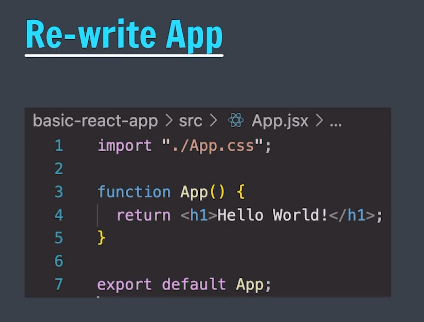 Re-write App
basic-react-app > src > App.jsx > ...
1 import "./App.css";
2
3 function App() {
4 return <h1>Hello World!</h1>;
5 }
6
7 export default App;